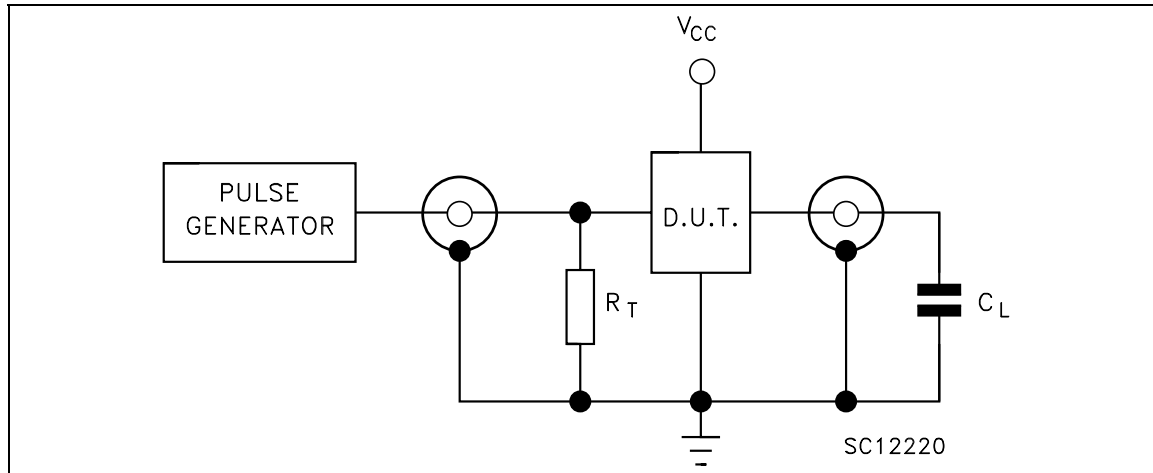 VCC
PULSE
GENERATOR
D.U.T.
RT
CL
SC12220